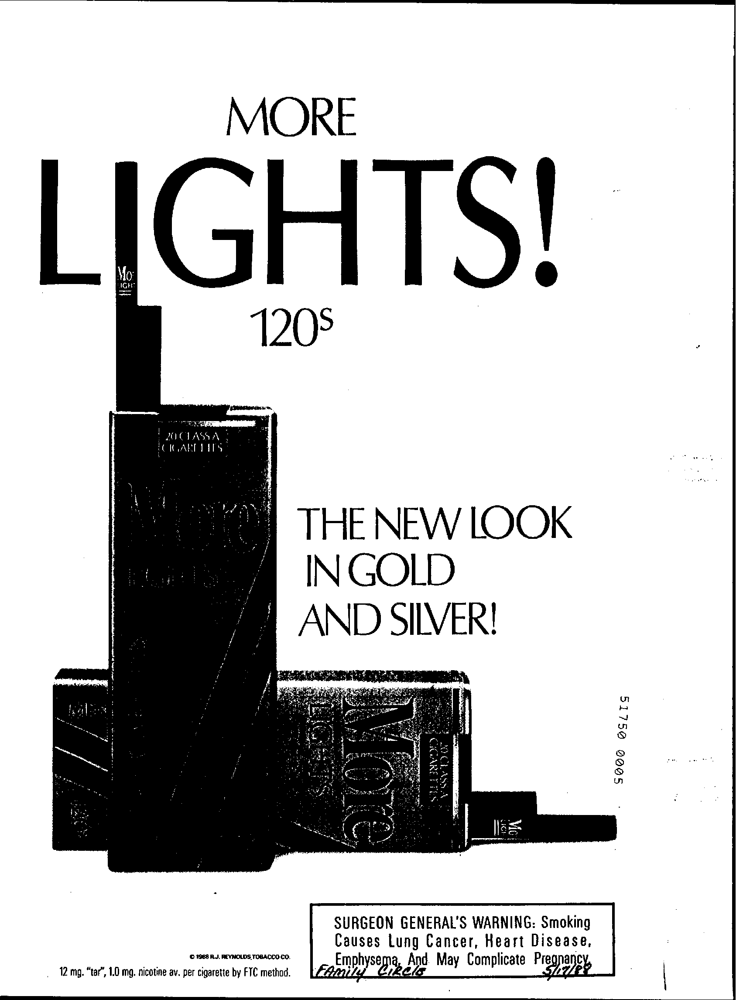 MORE
LIGHTS!
120s
Mo
IGH
20 CLASS A
CIGARETTES
More
LIGHTS
THE NEW LOOK
IN GOLD
AND SILVER!
More
LIGHTS
20 CLASS A
CIGARETTES
51750 0005
SURGEON GENERAL'S WARNING: Smoking
Causes Lung Cancer, Heart Disease,
Emphysema, And May Complicate Pregnancy.
Family Circle 5/17/88
© 1988 R.J. REYNOLDS TOBACCO CO.
12 mg. "tar", 1.0 mg. nicotine av. per cigarette by FTC method.